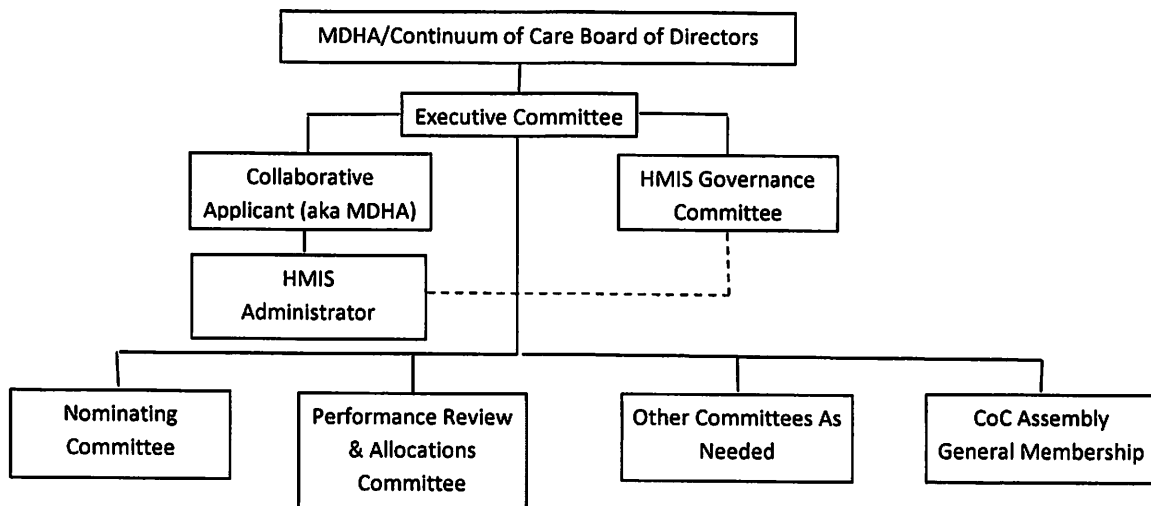 MDHA/Continuum of Care Board of Directors
Executive Committee
Collaborative
Applicant (aka MDHA)
HMIS Governance
Committee
HMIS
Administrator
Nominating
Committee
Performance Review
& Allocations
Committee
Other Committees As
Needed
CoC Assembly
General Membership